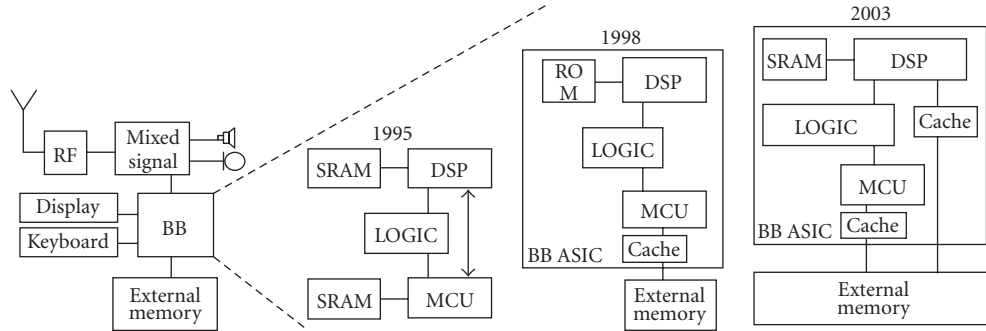 RF
Mixed
signal
Display
Keyboard
BB
External
memory
1995
SRAM
DSP
LOGIC
SRAM
MCU
1998
RO
M
DSP
LOGIC
MCU
BB ASIC
Cache
External
memory
2003
SRAM
DSP
LOGIC
Cache
MCU
BB ASIC
Cache
External
memory